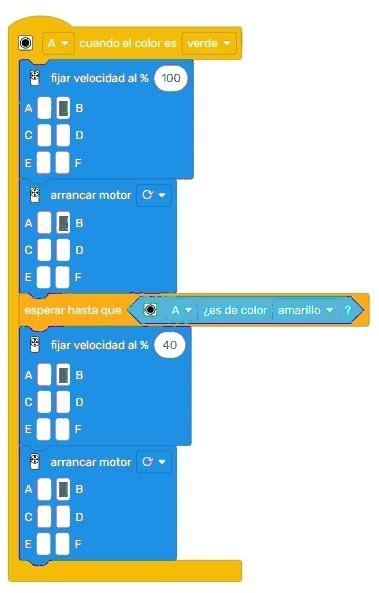 A cuando el color es verde
fijar velocidad al % 100
A B
C D
E F
arrancar motor
A B
C D
E F
esperar hasta que A ¿es de color amarillo ?
fijar velocidad al % 40
A B
C D
E F
arrancar motor
A B
C D
E F